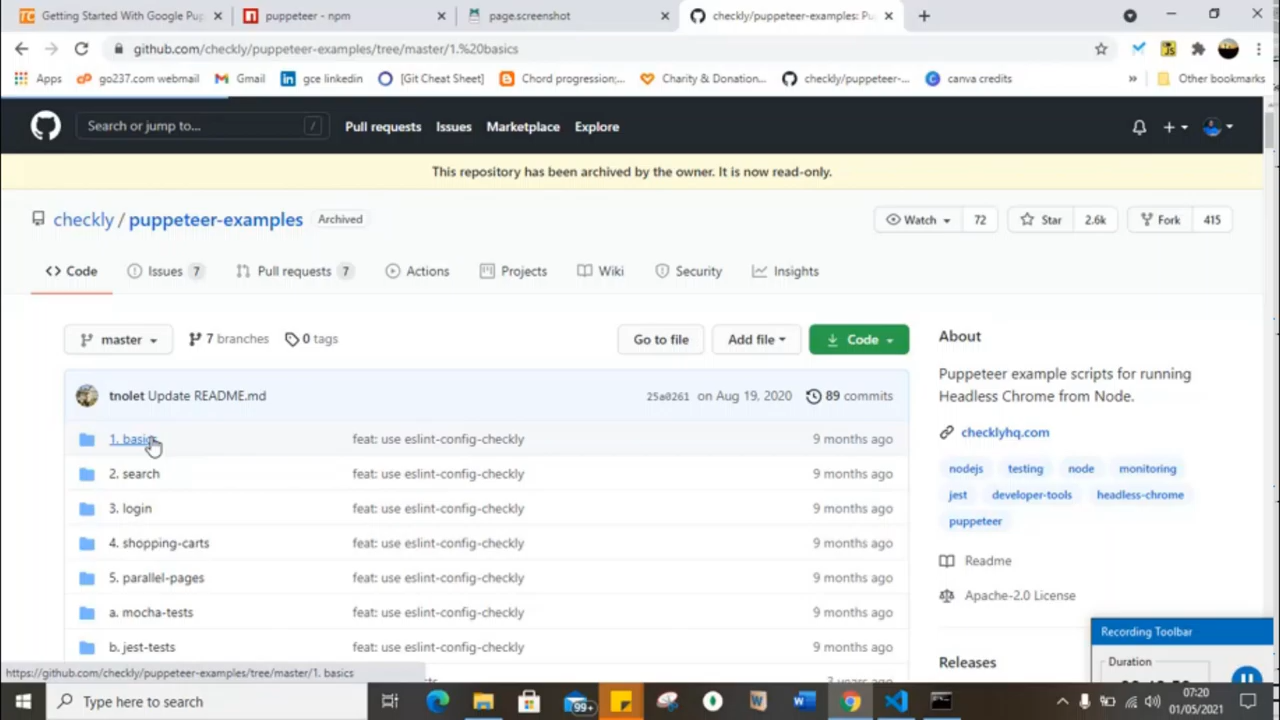 Getting Started With Google Pup
puppeteer - npm
page.screenshot
checkly/puppeteer-examples: Pu
github.com/checkly/puppeteer-examples/tree/master/1.%20basics
Apps
go237.com webmail
Gmail
gce linkedin
[Git Cheat Sheet]
Chord progression;...
Charity & Donation...
checkly/puppeteer-...
canva credits
»
Other bookmarks
Search or jump to...
/
Pull requests
Issues
Marketplace
Explore
This repository has been archived by the owner. It is now read-only.
checkly / puppeteer-examples
Archived
Watch
72
Star
2.6k
Fork
415
Code
Issues 7
Pull requests 7
Actions
Projects
Wiki
Security
Insights
master
7 branches
0 tags
Go to file
Add file
Code
About
Puppeteer example scripts for running
Headless Chrome from Node.
checklyhq.com
nodejs
testing
node
monitoring
jest
developer-tools
headless-chrome
puppeteer
Readme
Apache-2.0 License
Releases
tnolet Update README.md
25a0261 on Aug 19, 2020
89 commits
1. basics
feat: use eslint-config-checkly
9 months ago
2. search
feat: use eslint-config-checkly
9 months ago
3. login
feat: use eslint-config-checkly
9 months ago
4. shopping-carts
feat: use eslint-config-checkly
9 months ago
5. parallel-pages
feat: use eslint-config-checkly
9 months ago
a. mocha-tests
feat: use eslint-config-checkly
9 months ago
b. jest-tests
feat: use eslint-config-checkly
9 months ago
https://github.com/checkly/puppeteer-examples/tree/master/1. basics
Recording Toolbar
Duration
Type here to search
99+
07:20
01/05/2021